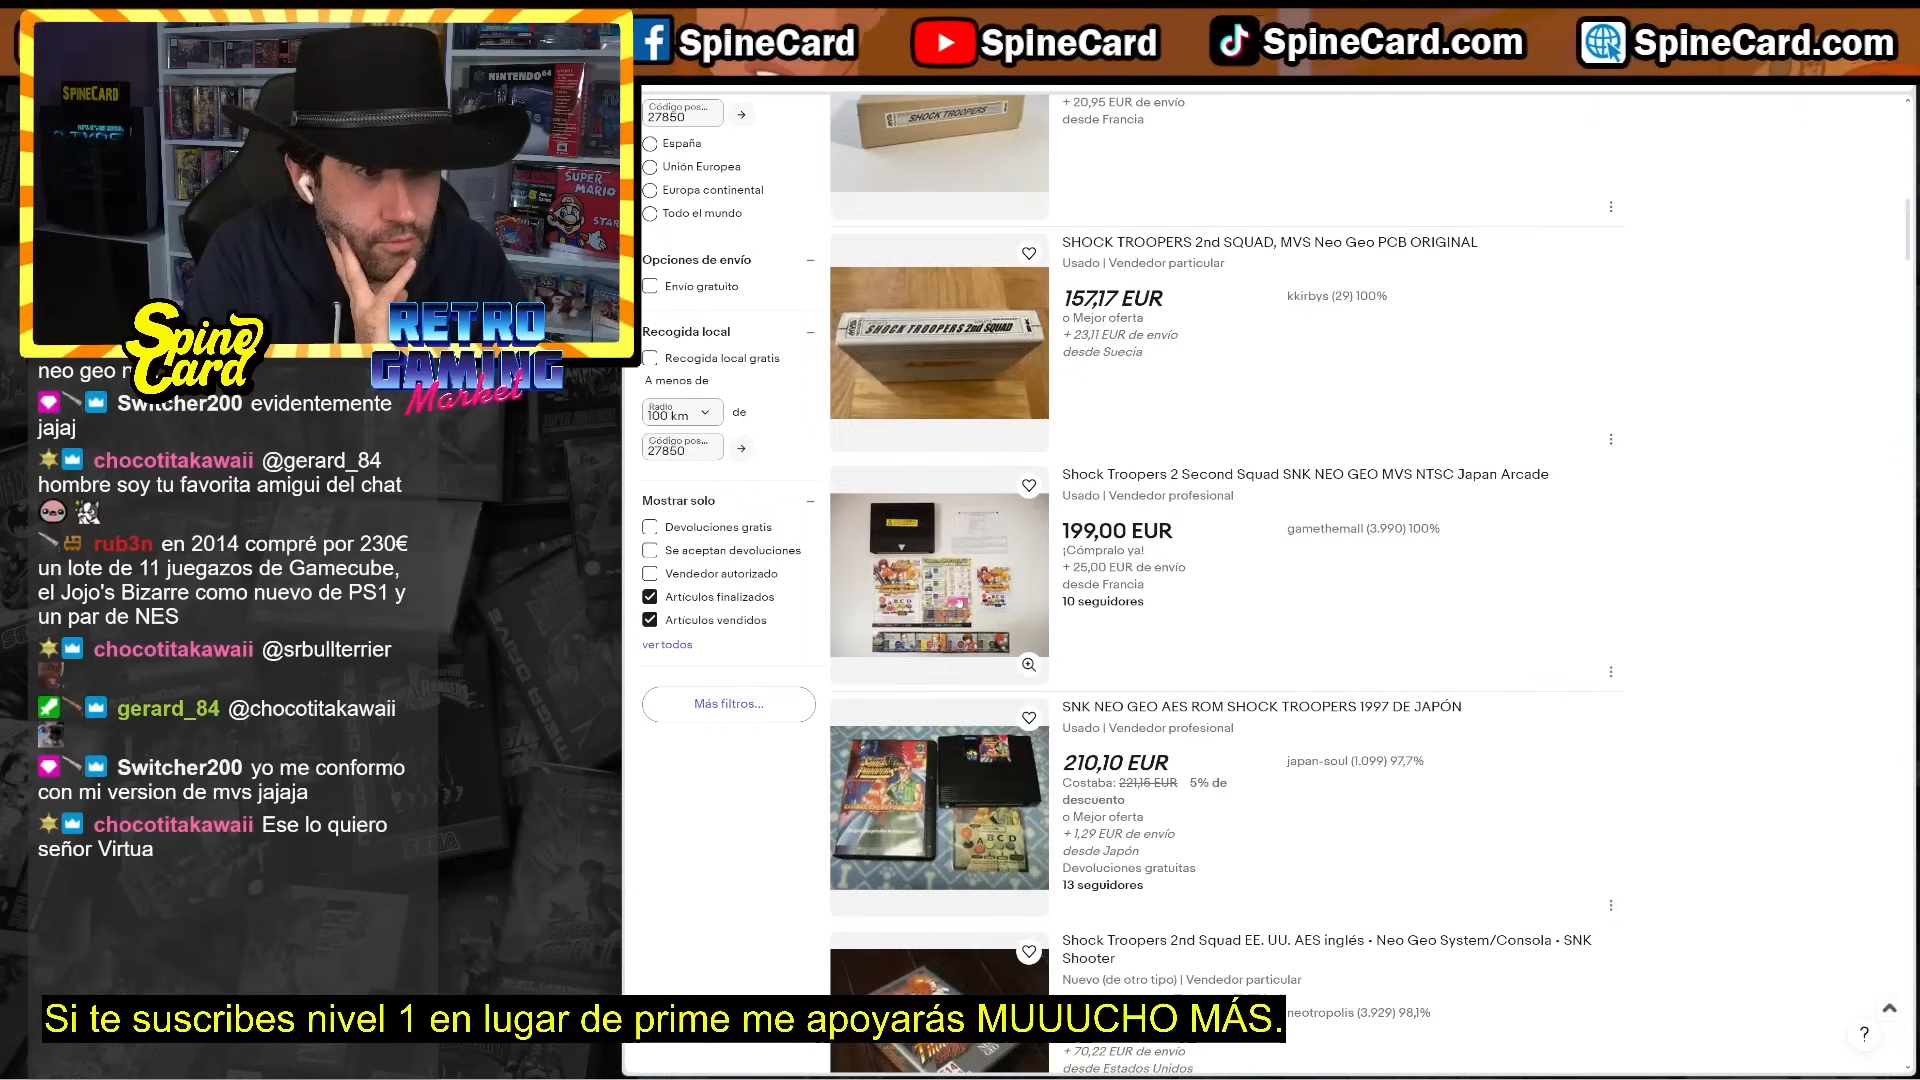 SpineCard
SpineCard
SpineCard.com
SpineCard.com
SPINECARD
NINTENDO 64
SUPER
MARIO
STAR
Spine
Card
RETRO
GAMING
Market
neo geo
Switcher200 evidentemente
jajaj
chocotitakawaii @gerard_84
hombre soy tu favorita amigui del chat
rub3n en 2014 compré por 230€
un lote de 11 juegazos de Gamecube,
el Jojo's Bizarre como nuevo de PS1 y
un par de NES
chocotitakawaii @srbullterrier
gerard_84 @chocotitakawaii
Switcher200 yo me conformo
con mi version de mvs jajaja
chocotitakawaii Ese lo quiero
señor Virtua
Código pos...
27850
España
Unión Europea
Europa continental
Todo el mundo
Opciones de envío
Envío gratuito
Recogida local
Recogida local gratis
A menos de
Radio
100 km
de
Código pos...
27850
Mostrar solo
Devoluciones gratis
Se aceptan devoluciones
Vendedor autorizado
Artículos finalizados
Artículos vendidos
ver todos
Más filtros...
SHOCK TROOPERS
+ 20,95 EUR de envío
desde Francia
SHOCK TROOPERS 2nd SQUAD
SHOCK TROOPERS 2nd SQUAD, MVS Neo Geo PCB ORIGINAL
Usado | Vendedor particular
157,17 EUR
kkirbys (29) 100%
o Mejor oferta
+ 23,11 EUR de envío
desde Suecia
Shock Troopers 2 Second Squad SNK NEO GEO MVS NTSC Japan Arcade
Usado | Vendedor profesional
199,00 EUR
gamethemall (3.990) 100%
¡Cómpralo ya!
+ 25,00 EUR de envío
desde Francia
10 seguidores
SNK NEO GEO AES ROM SHOCK TROOPERS 1997 DE JAPÓN
Usado | Vendedor profesional
210,10 EUR
japan-soul (1.099) 97,7%
Costaba: 221,15 EUR 5% de
descuento
o Mejor oferta
+ 1,29 EUR de envío
desde Japón
Devoluciones gratuitas
13 seguidores
A B C D
Shock Troopers 2nd Squad EE. UU. AES inglés • Neo Geo System/Consola • SNK
Shooter
Nuevo (de otro tipo) | Vendedor particular
neotropolis (3.929) 98,1%
+ 70,22 EUR de envío
desde Estados Unidos
?
Si te suscribes nivel 1 en lugar de prime me apoyarás MUUUCHO MÁS.